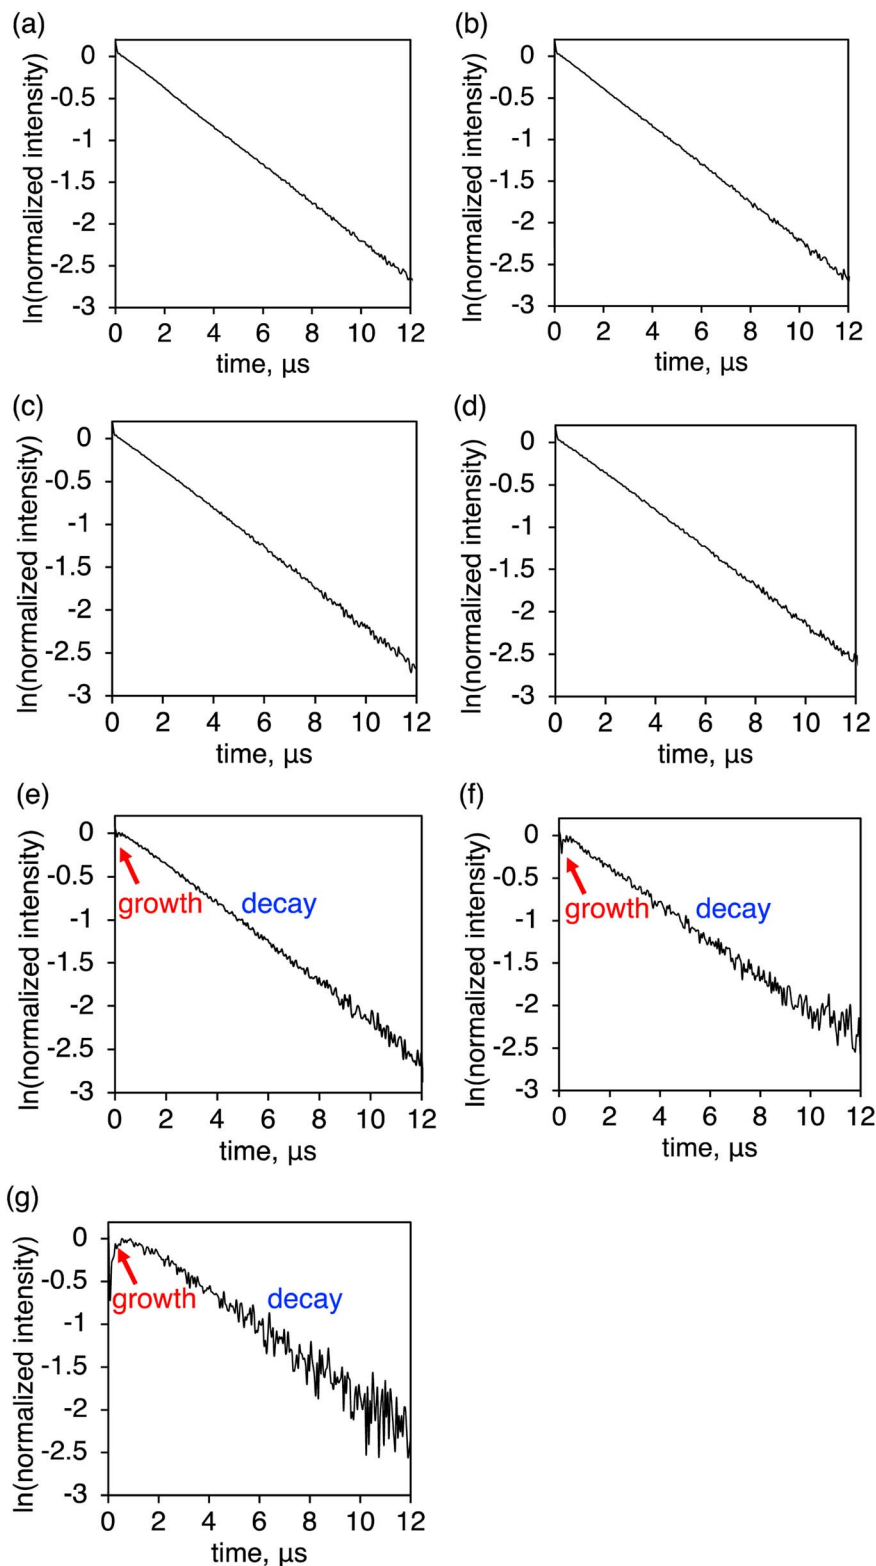 (a)
ln(normalized intensity)
0
-0.5
-1
-1.5
-2
-2.5
-3
0 2 4 6 8 10 12
time, μs
(b)
ln(normalized intensity)
0
-0.5
-1
-1.5
-2
-2.5
-3
0 2 4 6 8 10 12
time, μs
(c)
ln(normalized intensity)
0
-0.5
-1
-1.5
-2
-2.5
-3
0 2 4 6 8 10 12
time, μs
(d)
ln(normalized intensity)
0
-0.5
-1
-1.5
-2
-2.5
-3
0 2 4 6 8 10 12
time, μs
(e)
ln(normalized intensity)
0
-0.5
-1
-1.5
-2
-2.5
-3
growth decay
0 2 4 6 8 10 12
time, μs
(f)
ln(normalized intensity)
0
-0.5
-1
-1.5
-2
-2.5
-3
growth decay
0 2 4 6 8 10 12
time, μs
(g)
ln(normalized intensity)
0
-0.5
-1
-1.5
-2
-2.5
-3
growth decay
0 2 4 6 8 10 12
time, μs